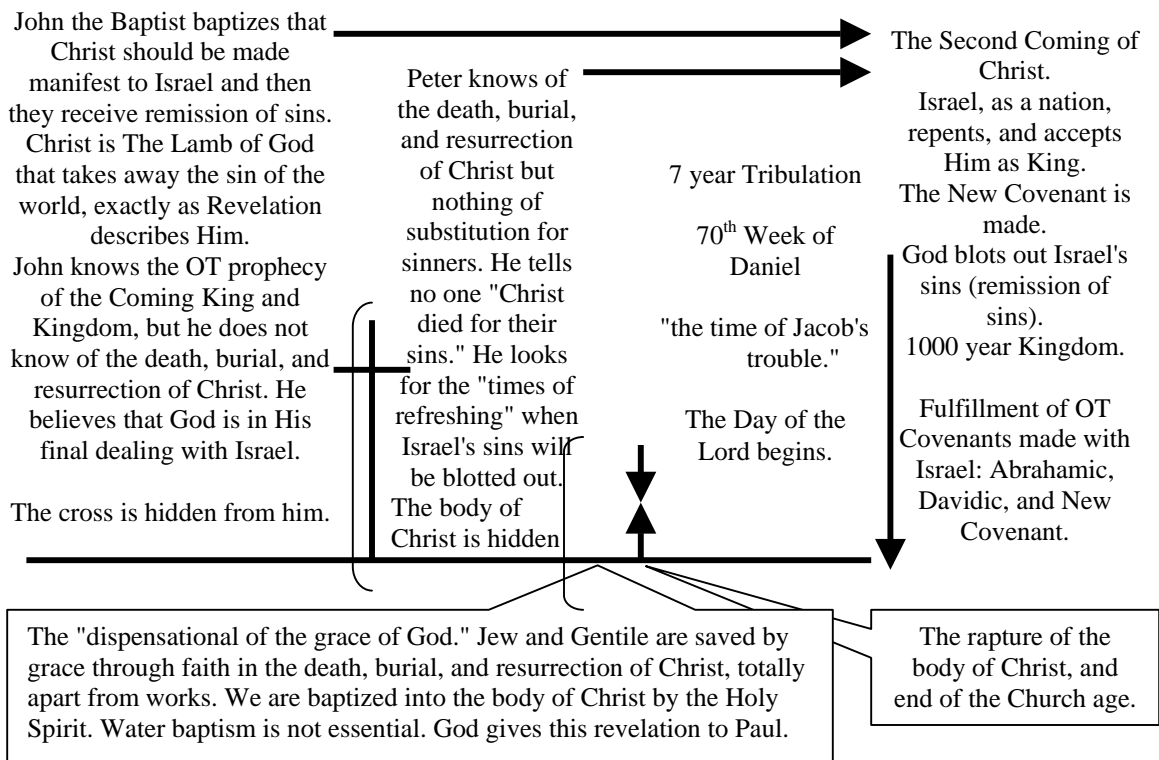 John the Baptist baptizes that
Christ should be made
manifest to Israel and then
they receive remission of sins.
Christ is The Lamb of God
that takes away the sin of the
world, exactly as Revelation
describes Him.
John knows the OT prophecy
of the Coming King and
Kingdom, but he does not
know of the death, burial, and
resurrection of Christ. He
believes that God is in His
final dealing with Israel.
The cross is hidden from him.
Peter knows of
the death, burial,
and resurrection
of Christ but
nothing of
substitution for
sinners. He tells
no one "Christ
died for their
sins." He looks
for the "times of
refreshing" when
Israel's sins will
be blotted out.
The body of
Christ is hidden
7 year Tribulation
70th Week of
Daniel
"the time of Jacob's
trouble."
The Day of the
Lord begins.
The Second Coming of
Christ.
Israel, as a nation,
repents, and accepts
Him as King.
The New Covenant is
made.
God blots out Israel's
sins (remission of
sins).
1000 year Kingdom.
Fulfillment of OT
Covenants made with
Israel: Abrahamic,
Davidic, and New
Covenant.
The "dispensational of the grace of God." Jew and Gentile are saved by
grace through faith in the death, burial, and resurrection of Christ, totally
apart from works. We are baptized into the body of Christ by the Holy
Spirit. Water baptism is not essential. God gives this revelation to Paul.
The rapture of the
body of Christ, and
end of the Church age.